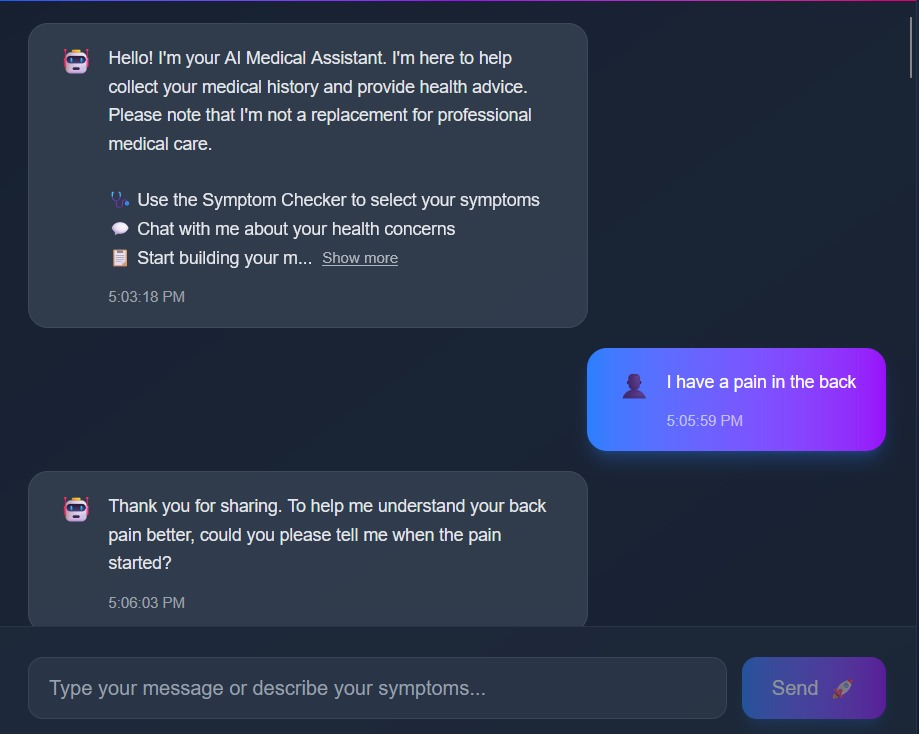 Hello! I'm your AI Medical Assistant. I'm here to help
collect your medical history and provide health advice.
Please note that I'm not a replacement for professional
medical care.
Use the Symptom Checker to select your symptoms
Chat with me about your health concerns
Start building your m... Show more
5:03:18 PM
I have a pain in the back
5:05:59 PM
Thank you for sharing. To help me understand your back
pain better, could you please tell me when the pain
started?
5:06:03 PM
Type your message or describe your symptoms...
Send